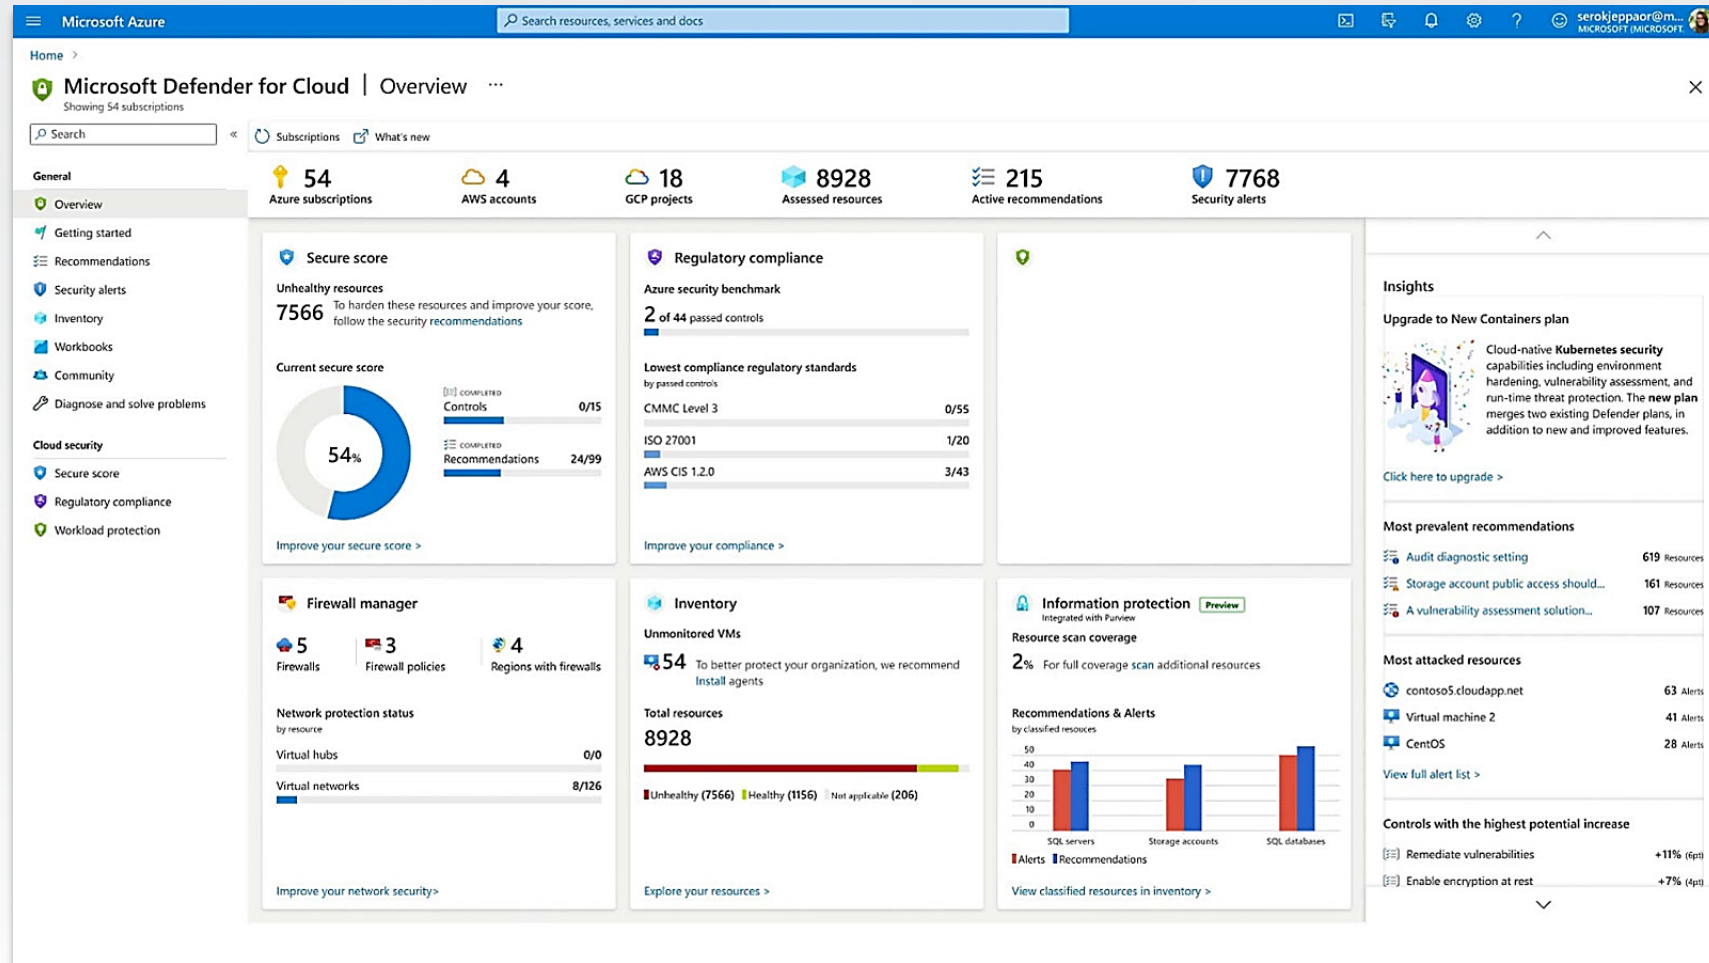 Microsoft Azure
Search resources, services and docs
serokjeppaor@m...
MICROSOFT (MICROSOFT.
Home >
Microsoft Defender for Cloud | Overview ...
Showing 54 subscriptions
Search
«
Subscriptions
What's new
General
Overview
Getting started
Recommendations
Security alerts
Inventory
Workbooks
Community
Diagnose and solve problems
Cloud security
Secure score
Regulatory compliance
Workload protection
54
Azure subscriptions
4
AWS accounts
18
GCP projects
8928
Assessed resources
215
Active recommendations
7768
Security alerts
Secure score
Unhealthy resources
7566 To harden these resources and improve your score,
follow the security recommendations
Current secure score
54%
COMPLETED
Controls 0/15
COMPLETED
Recommendations 24/99
Improve your secure score >
Regulatory compliance
Azure security benchmark
2 of 44 passed controls
Lowest compliance regulatory standards
by passed controls
CMMC Level 3 0/55
ISO 27001 1/20
AWS CIS 1.2.0 3/43
Improve your compliance >
Firewall manager
5
Firewalls
3
Firewall policies
4
Regions with firewalls
Network protection status
by resource
Virtual hubs 0/0
Virtual networks 8/126
Improve your network security>
Inventory
Unmonitored VMs
54 To better protect your organization, we recommend
Install agents
Total resources
8928
Unhealthy (7566) Healthy (1156) Not applicable (206)
Explore your resources >
Information protection Preview
Integrated with Purview
Resource scan coverage
2% For full coverage scan additional resources
Recommendations & Alerts
by classified resouces
50
40
30
20
10
0
SQL servers Storage accounts SQL databases
Alerts Recommendations
View classified resources in inventory >
Insights
Upgrade to New Containers plan
Cloud-native Kubernetes security
capabilities including environment
hardening, vulnerability assessment, and
run-time threat protection. The new plan
merges two existing Defender plans, in
addition to new and improved features.
Click here to upgrade >
Most prevalent recommendations
Audit diagnostic setting 619 Resources
Storage account public access should... 161 Resources
A vulnerability assessment solution... 107 Resources
Most attacked resources
contoso5.cloudapp.net 63 Alerts
Virtual machine 2 41 Alerts
CentOS 28 Alerts
View full alert list >
Controls with the highest potential increase
Remediate vulnerabilities +11% (6pt)
Enable encryption at rest +7% (4pt)